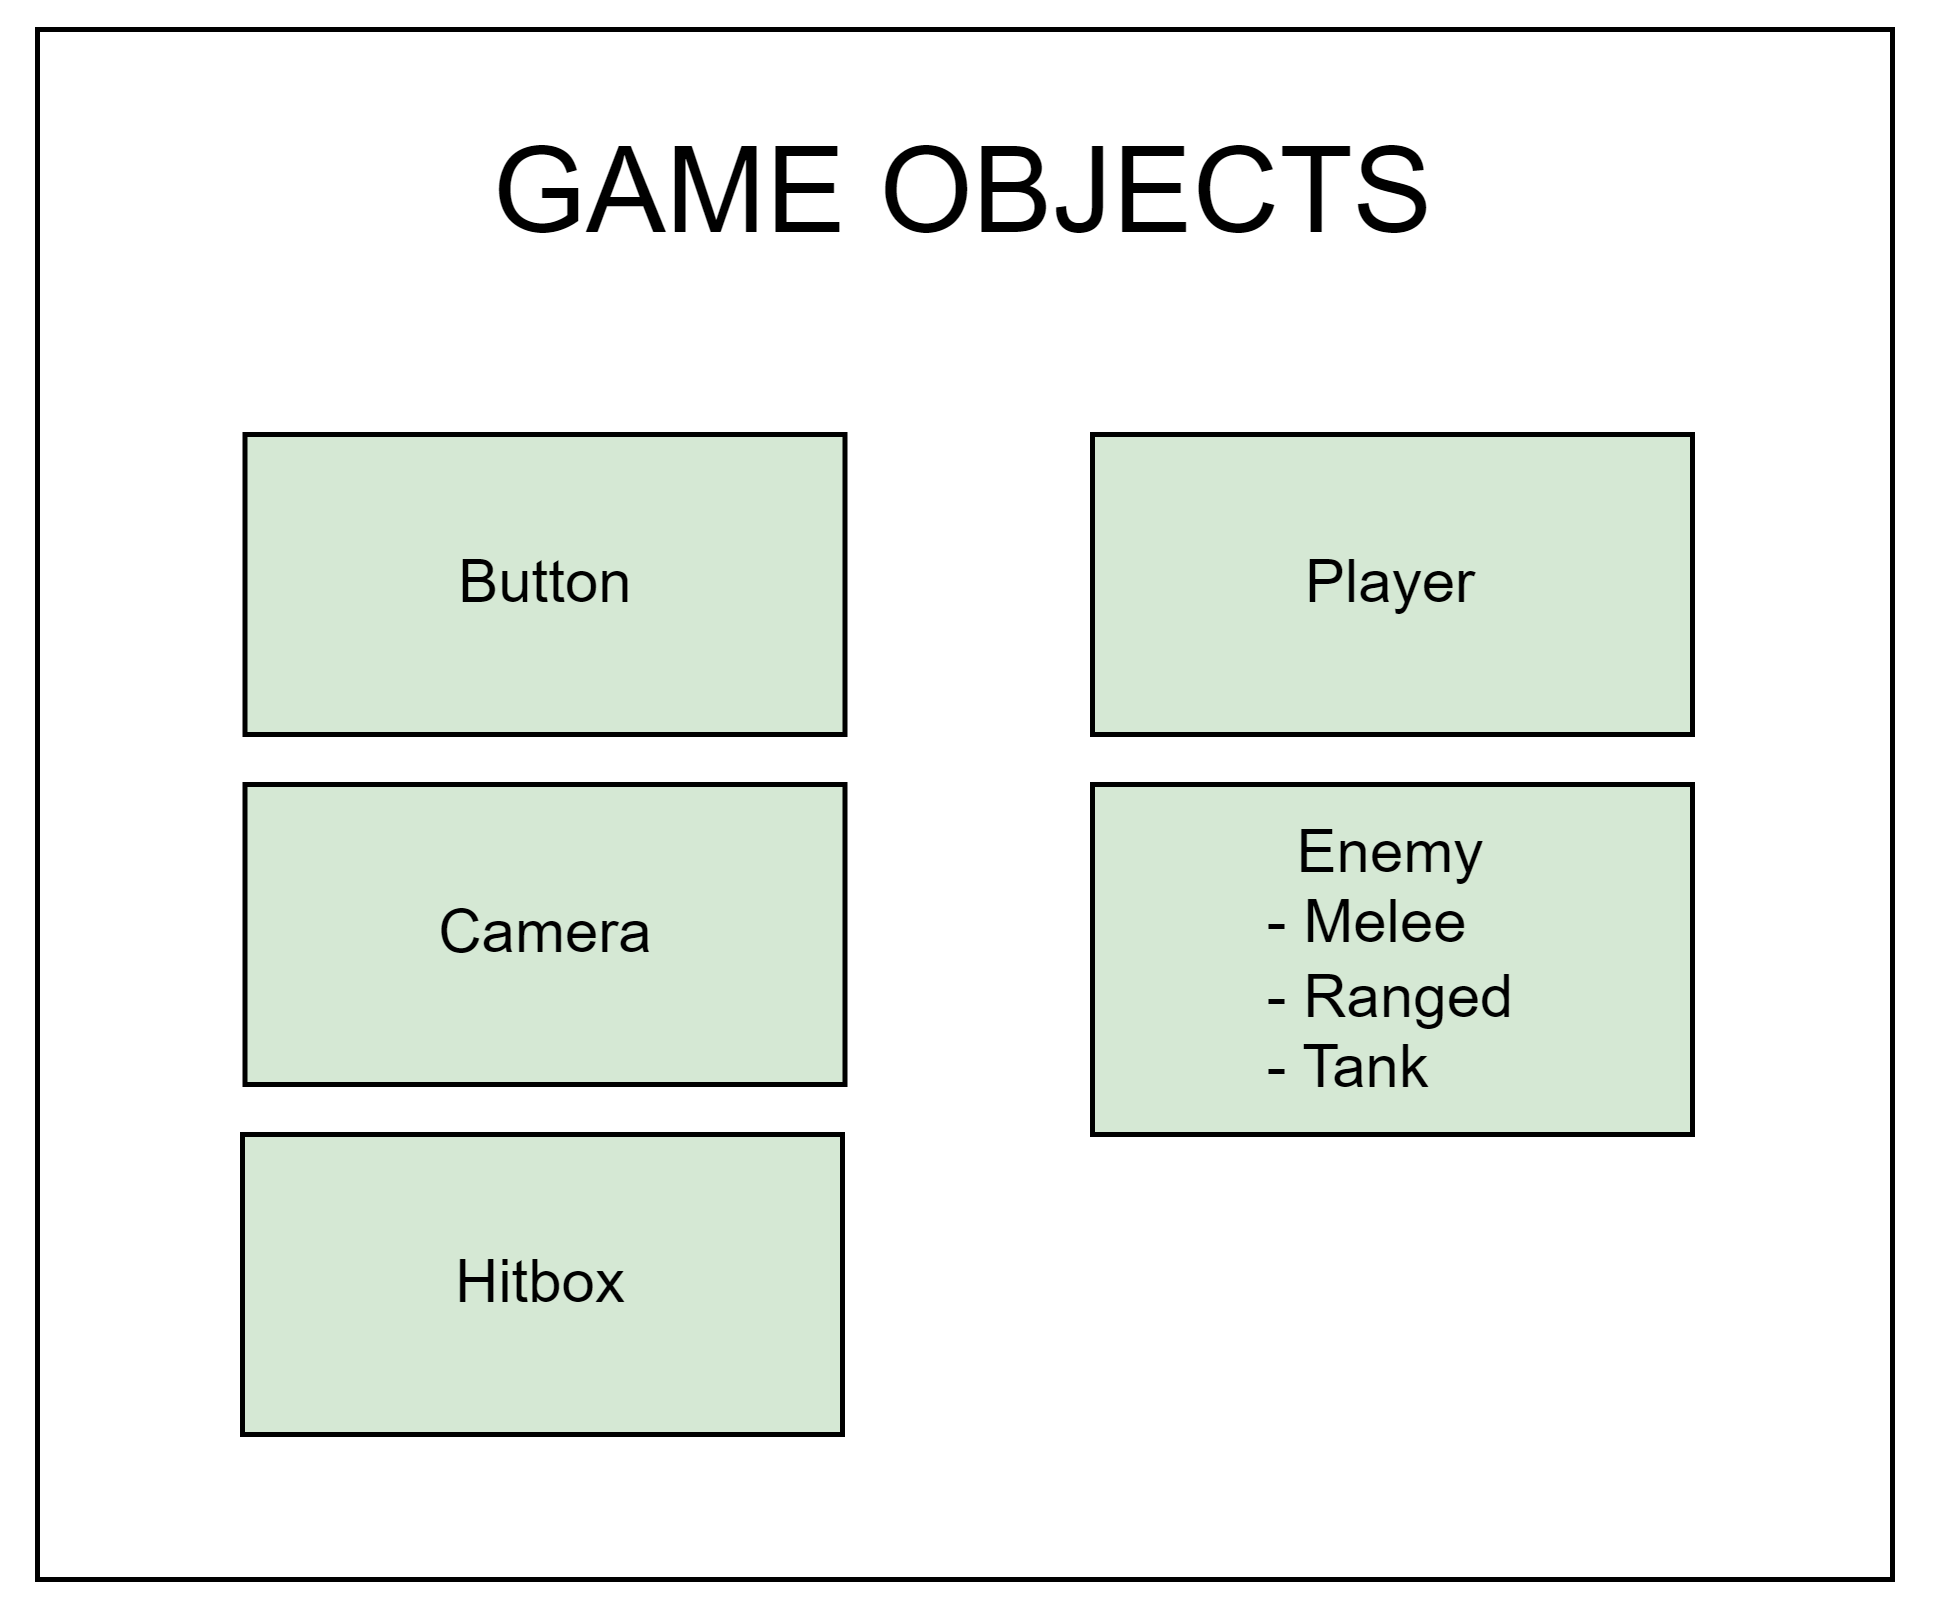 GAME OBJECTS
Button
Camera
Hitbox
Player
Enemy
- Melee
- Ranged
- Tank